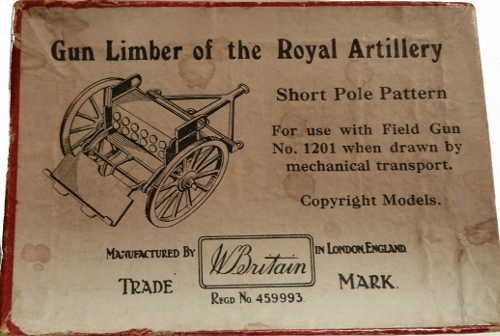 Gun Limber of the Royal Artillery
Short Pole Pattern
For use with Field Gun
No. 1201 when drawn by
mechanical transport.
Copyright Models.
MANUFACTURED BY W Britain IN LONDON, ENGLAND.
TRADE MARK.
REGD No 459993.